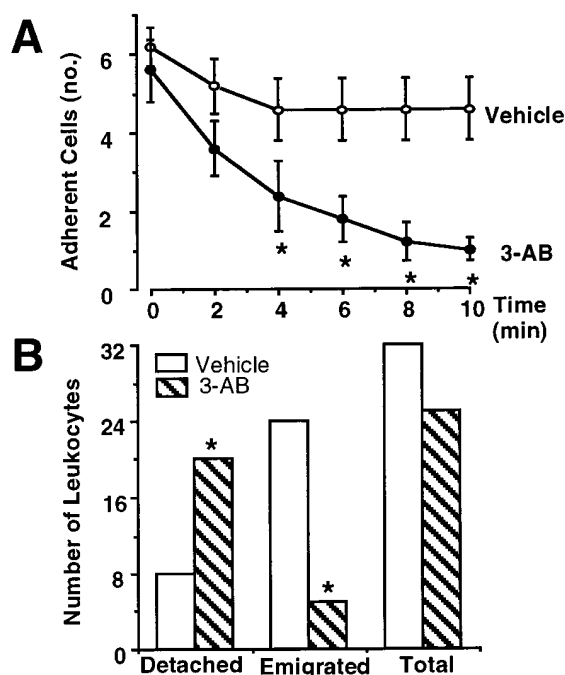 A
Adherent Cells (no.)
6
4
2
0
Vehicle
3-AB
*
*
*
*
0 2 4 6 8 10 Time
(min)
B
Number of Leukocytes
32
24
16
8
0
Vehicle
3-AB
*
*
Detached Emigrated Total